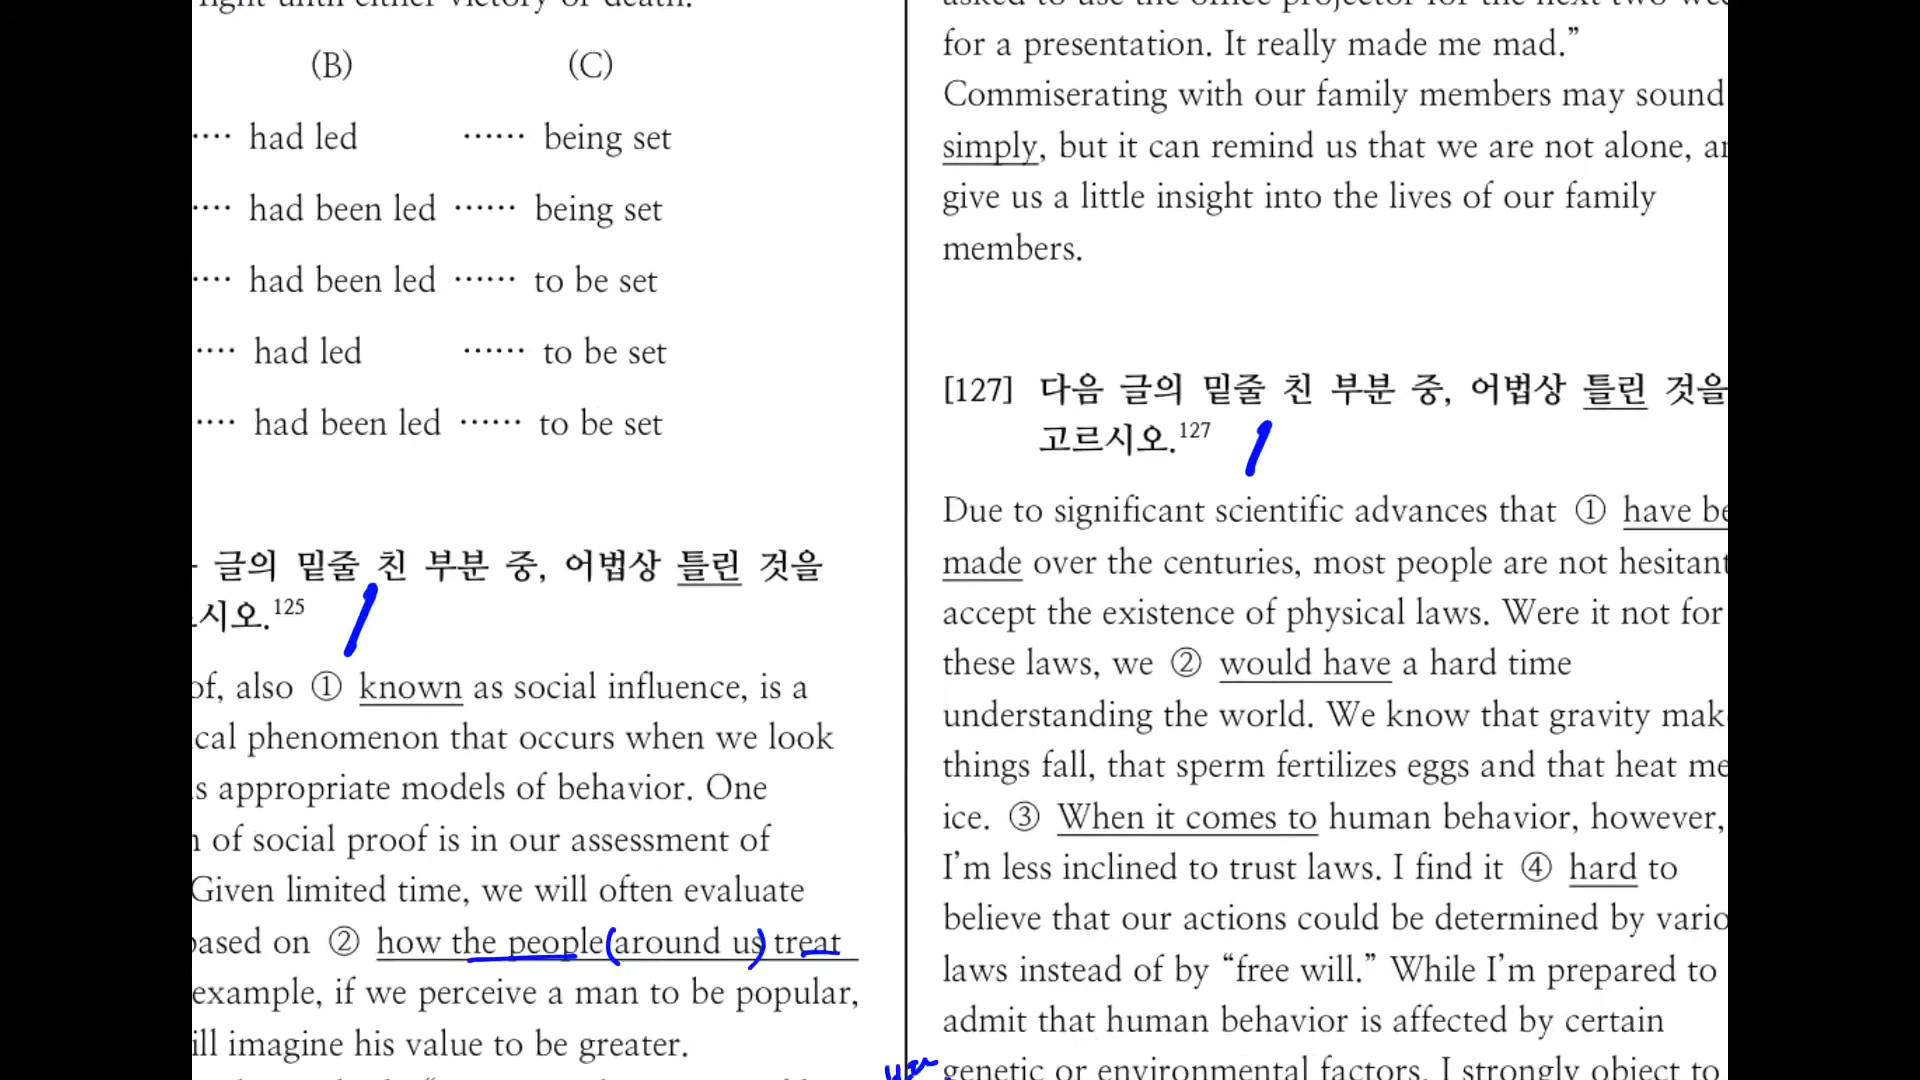 (B) (C)
···· had led ······ being set
···· had been led ······ being set
···· had been led ······ to be set
···· had led ······ to be set
···· had been led ······ to be set
글의 밑줄 친 부분 중, 어법상 틀린 것을
시오.125
of, also ① known as social influence, is a
cal phenomenon that occurs when we look
s appropriate models of behavior. One
n of social proof is in our assessment of
Given limited time, we will often evaluate
based on ② how the people(around us) treat
example, if we perceive a man to be popular,
ill imagine his value to be greater.
for a presentation. It really made me mad.”
Commiserating with our family members may sound
simply, but it can remind us that we are not alone, an
give us a little insight into the lives of our family
members.
[127] 다음 글의 밑줄 친 부분 중, 어법상 틀린 것을
고르시오.127
Due to significant scientific advances that ① have be
made over the centuries, most people are not hesitant
accept the existence of physical laws. Were it not for
these laws, we ② would have a hard time
understanding the world. We know that gravity mak
things fall, that sperm fertilizes eggs and that heat me
ice. ③ When it comes to human behavior, however,
I’m less inclined to trust laws. I find it ④ hard to
believe that our actions could be determined by vario
laws instead of by “free will.” While I’m prepared to
admit that human behavior is affected by certain
genetic or environmental factors, I strongly object to